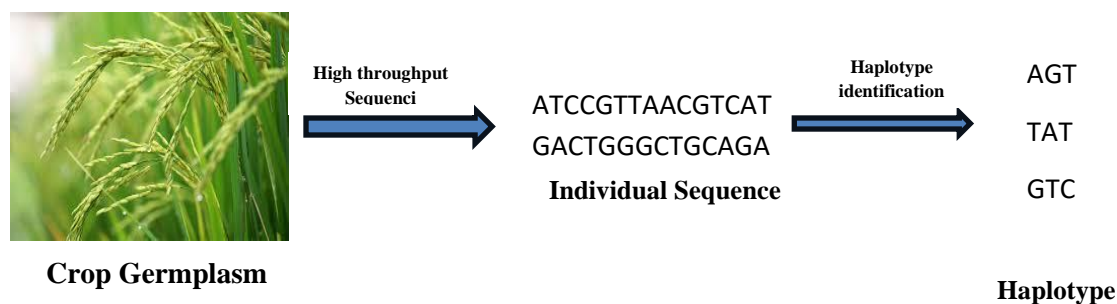 High throughput
Sequenci
Haplotype
identification
ATCCGTTAACGTCAT
GACTGGGCTGCAGA
Individual Sequence
AGT
TAT
GTC
Crop Germplasm
Haplotype